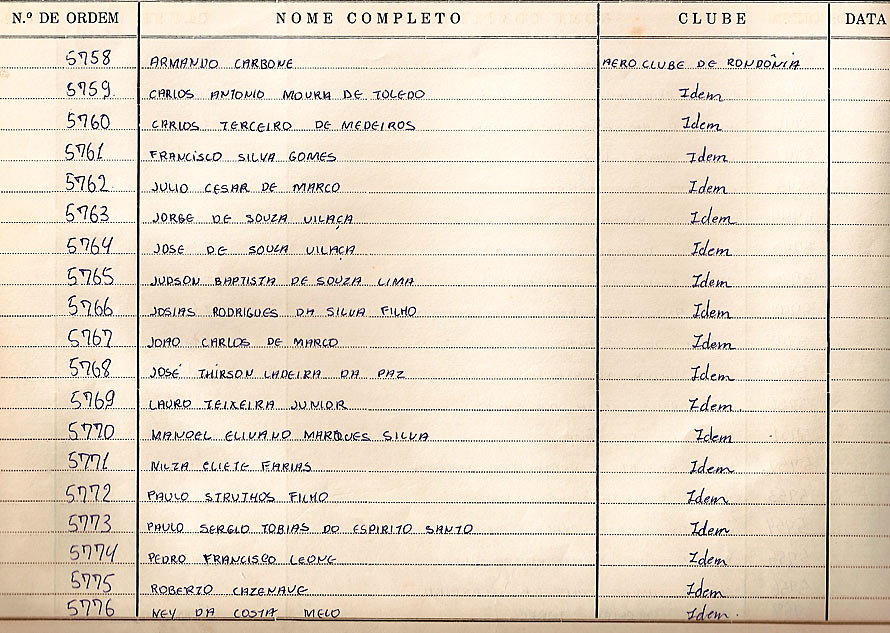 N.º DE ORDEM NOME COMPLETO CLUBE DATA
5758 ARMANDO CARBONE AERO CLUBE DE RONDÔNIA
5759 CARLOS ANTONIO MOURA DE TOLEDO Idem
5760 CARLOS TERCEIRO DE MEDEIROS Idem
5761 FRANCISCO SILVA GOMES Idem
5762 JULIO CESAR DE MARCO Idem
5763 JORGE DE SOUZA VILAÇA Idem
5764 JOSE DE SOUZA VILAÇA Idem
5765 JUDSON BAPTISTA DE SOUZA LIMA Idem
5766 JOSIAS RODRIGUES DA SILVA FILHO Idem
5767 JOAO CARLOS DE MARCO Idem
5768 JOSÉ THIRSON LADEIRA DA PAZ Idem
5769 LAURO TEIXEIRA JUNIOR Idem
5770 MANOEL ELIVAND MARQUES SILVA Idem
5771 NILZA ELIETE FARIAS Idem
5772 PAULO STRUTHOS FILHO Idem
5773 PAULO SERGIO TOBIAS DO ESPIRITO SANTO Idem
5774 PEDRO FRANCISCO LEONE Idem
5775 ROBERTO CAZENAVE Idem
5776 NEY DA COSTA MELO Idem